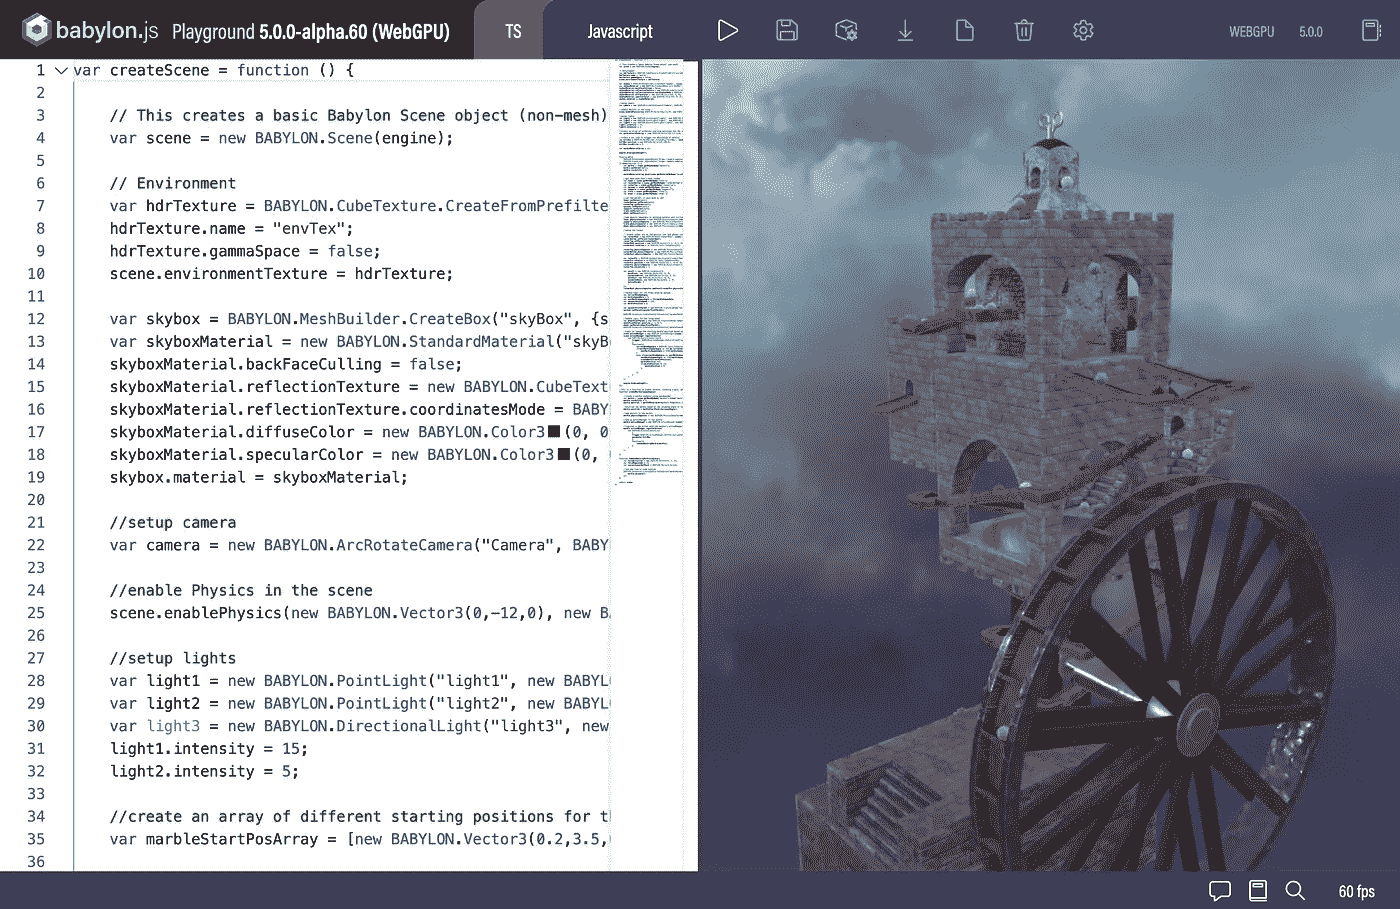 babylon.js Playground 5.0.0-alpha.60 (WebGPU) TS Javascript WEBGPU 5.0.0
1 var createScene = function () {
2
3 // This creates a basic Babylon Scene object (non-mesh)
4 var scene = new BABYLON.Scene(engine);
5
6 // Environment
7 var hdrTexture = BABYLON.CubeTexture.CreateFromPrefilte
8 hdrTexture.name = "envTex";
9 hdrTexture.gammaSpace = false;
10 scene.environmentTexture = hdrTexture;
11
12 var skybox = BABYLON.MeshBuilder.CreateBox("skyBox", {s
13 var skyboxMaterial = new BABYLON.StandardMaterial("skyB
14 skyboxMaterial.backFaceCulling = false;
15 skyboxMaterial.reflectionTexture = new BABYLON.CubeText
16 skyboxMaterial.reflectionTexture.coordinatesMode = BABY
17 skyboxMaterial.diffuseColor = new BABYLON.Color3(0, 0
18 skyboxMaterial.specularColor = new BABYLON.Color3(0,
19 skybox.material = skyboxMaterial;
20
21 //setup camera
22 var camera = new BABYLON.ArcRotateCamera("Camera", BABY
23
24 //enable Physics in the scene
25 scene.enablePhysics(new BABYLON.Vector3(0,-12,0), new B
26
27 //setup lights
28 var light1 = new BABYLON.PointLight("light1", new BABYL
29 var light2 = new BABYLON.PointLight("light2", new BABYL
30 var light3 = new BABYLON.DirectionalLight("light3", new
31 light1.intensity = 15;
32 light2.intensity = 5;
33
34 //create an array of different starting positions for t
35 var marbleStartPosArray = [new BABYLON.Vector3(0.2,3.5,
36
60 fps